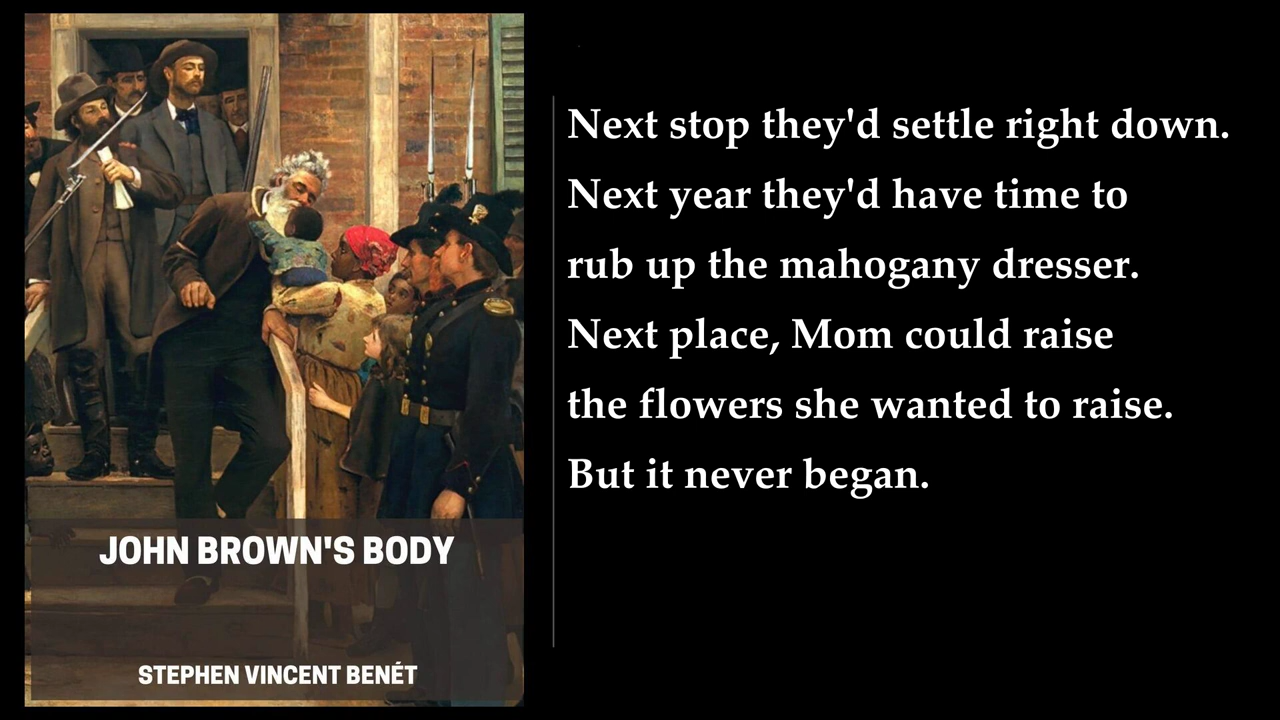 JOHN BROWN'S BODY
STEPHEN VINCENT BENÉT
Next stop they'd settle right down.
Next year they'd have time to
rub up the mahogany dresser.
Next place, Mom could raise
the flowers she wanted to raise.
But it never began.